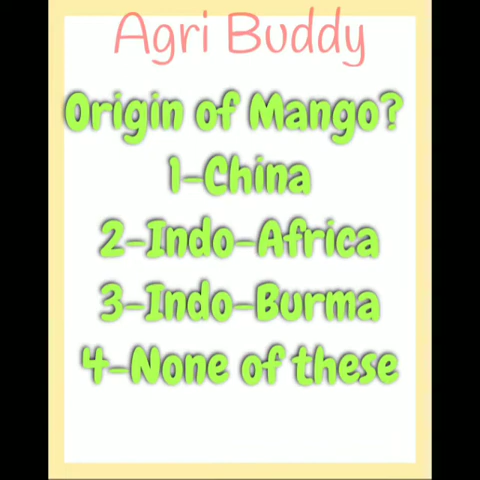 Agri Buddy
Origin of Mango?
1-China
2-Indo-Africa
3-Indo-Burma
4-None of these